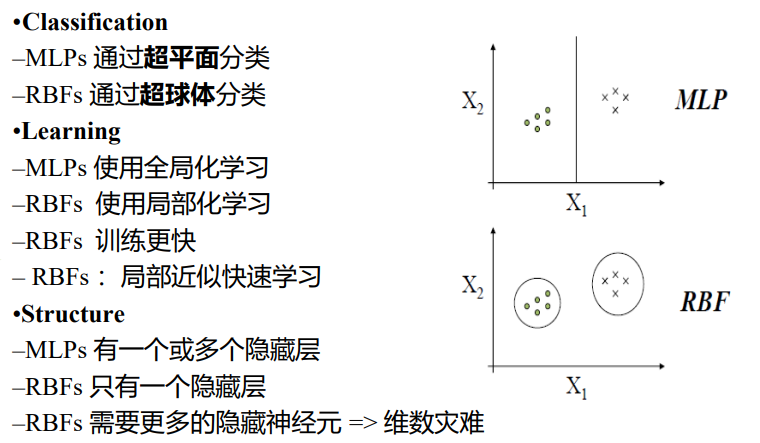 •Classification
–MLPs 通过超平面分类
–RBFs 通过超球体分类
•Learning
–MLPs 使用全局化学习
–RBFs 使用局部化学习
–RBFs 训练更快
– RBFs： 局部近似快速学习
•Structure
–MLPs 有一个或多个隐藏层
–RBFs 只有一个隐藏层
–RBFs 需要更多的隐藏神经元 => 维数灾难
X2
MLP
X1
X2
RBF
X1